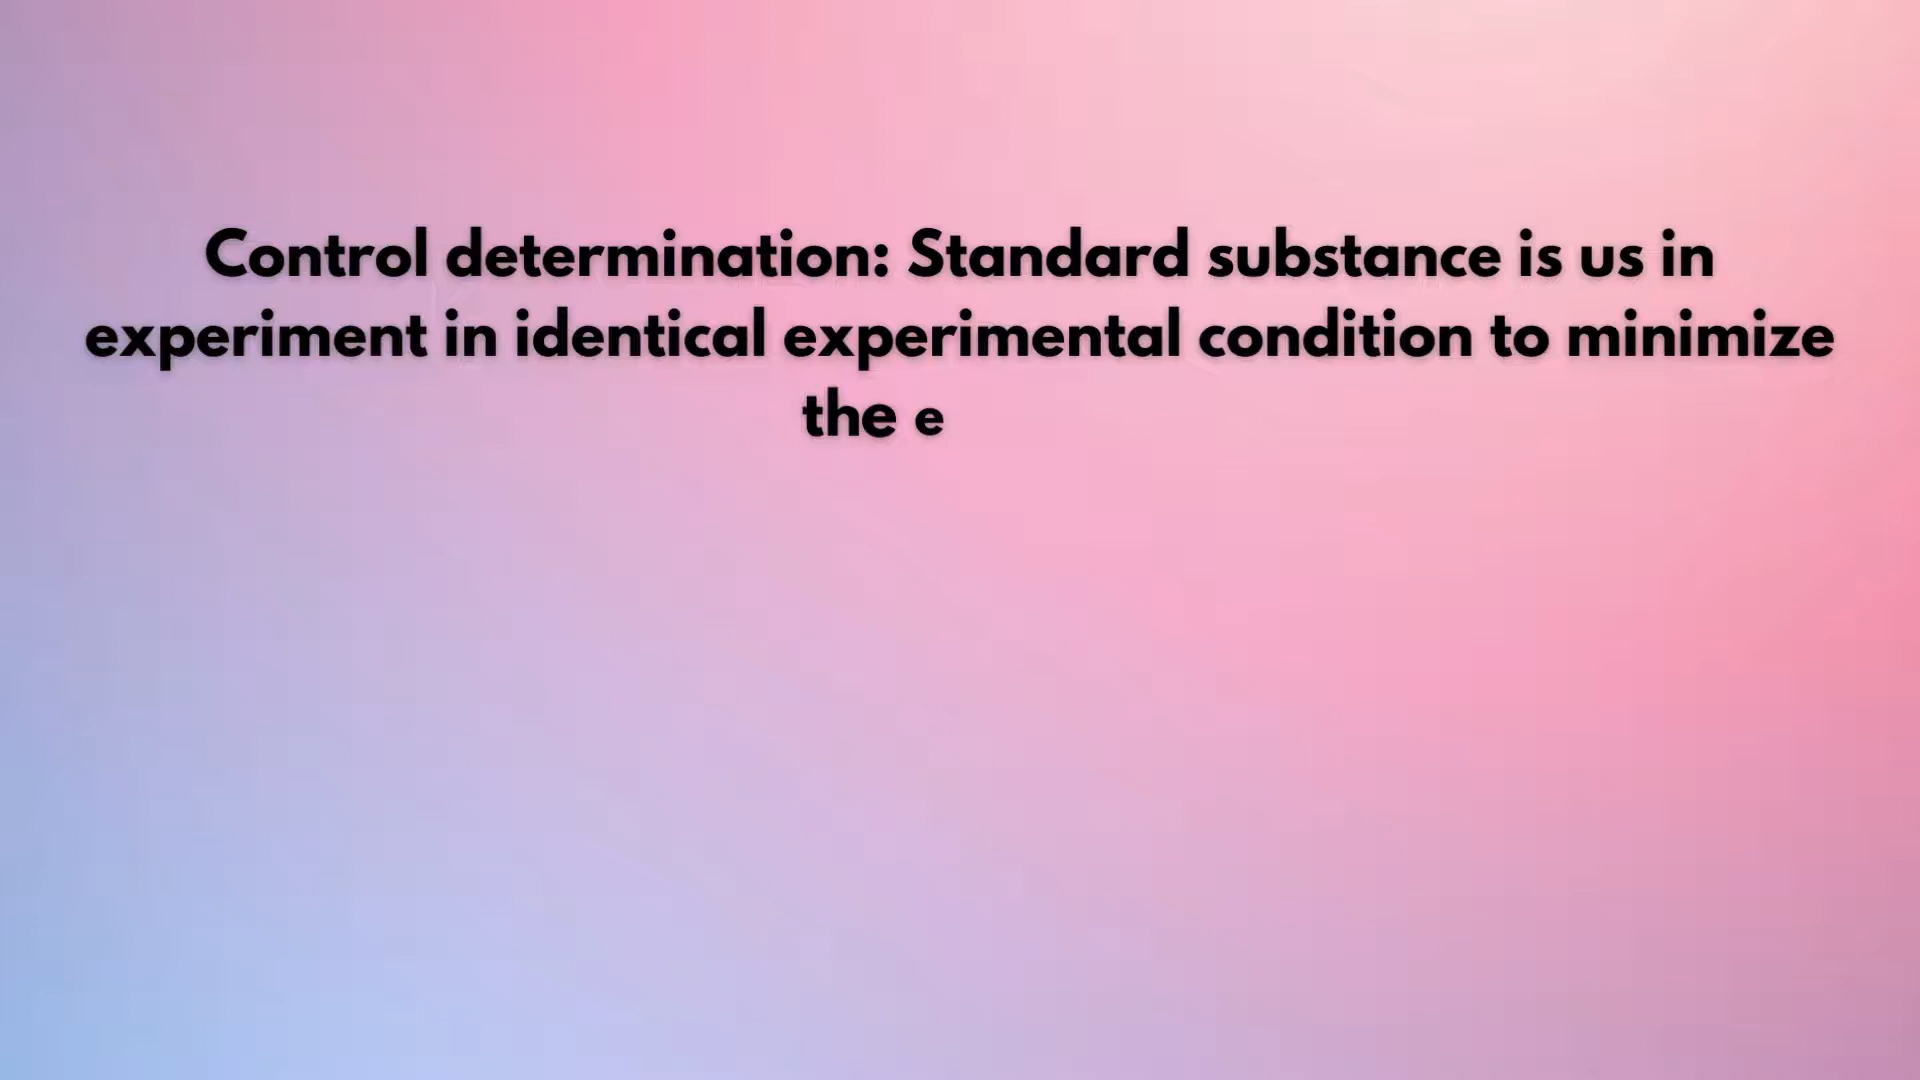 Control determination: Standard substance is us in
experiment in identical experimental condition to minimize
the e